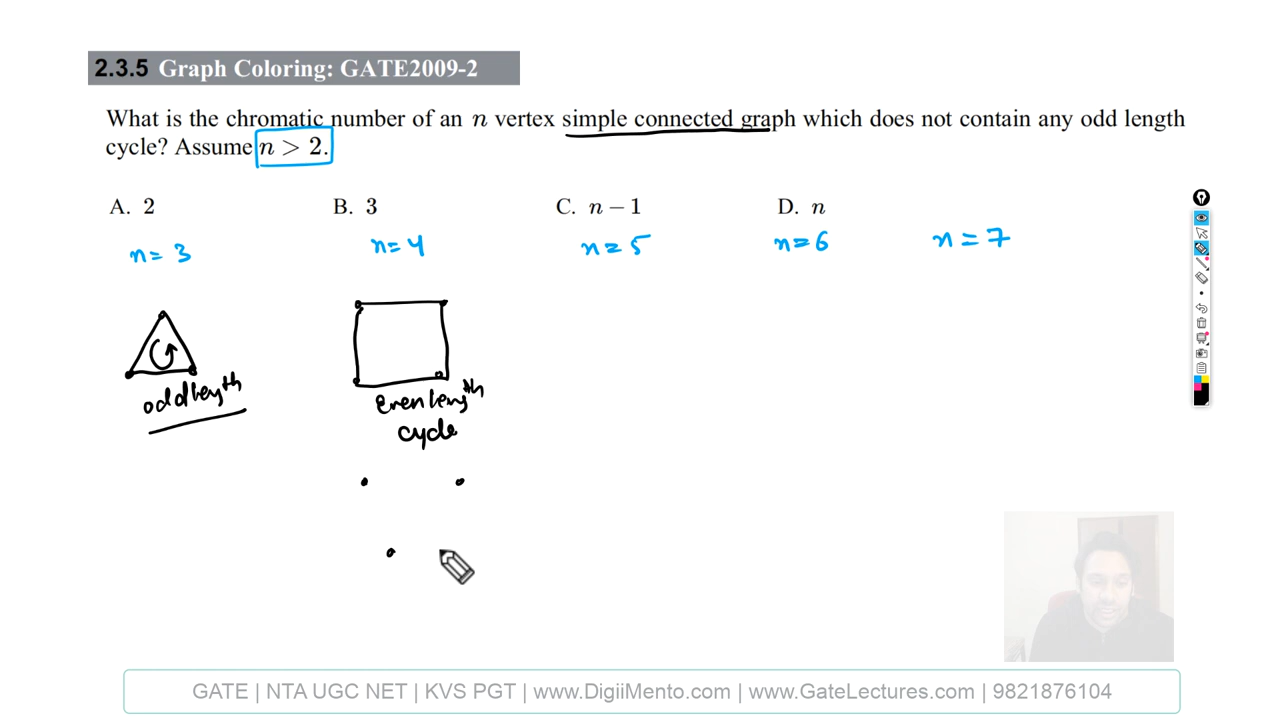 2.3.5 Graph Coloring: GATE2009-2
What is the chromatic number of an n vertex simple connected graph which does not contain any odd length
cycle? Assume n > 2.
A. 2 B. 3 C. n − 1 D. n
n= 3 n= 4 n= 5 n= 6 n = 7
odd length
Even length
cycle
GATE | NTA UGC NET | KVS PGT | www.DigiiMento.com | www.GateLectures.com | 9821876104